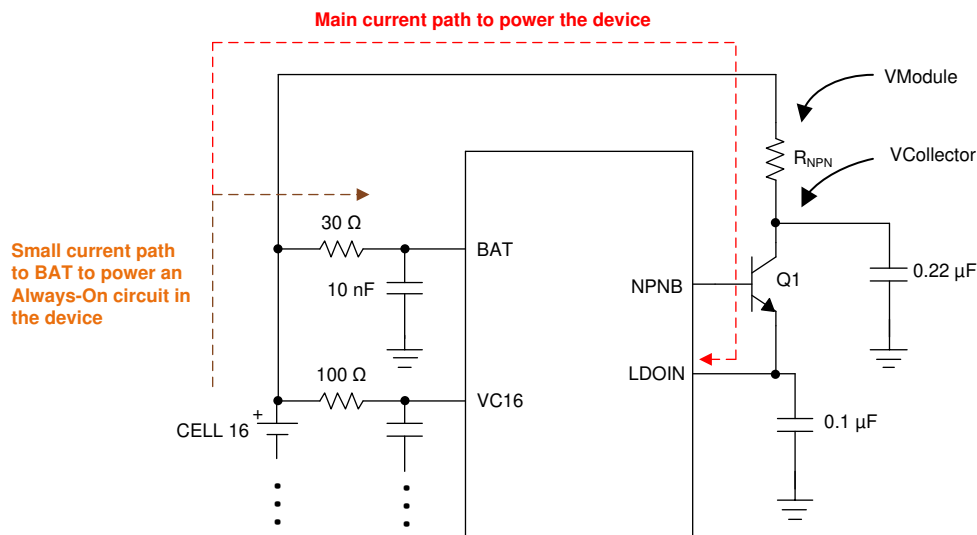 Main current path to power the device
VModule
R_NPN
VCollector
30 Ω
BAT
Small current path
to BAT to power an
Always-On circuit in
the device
10 nF
NPNB
Q1
0.22 µF
100 Ω
LDOIN
VC16
+
CELL 16
0.1 µF